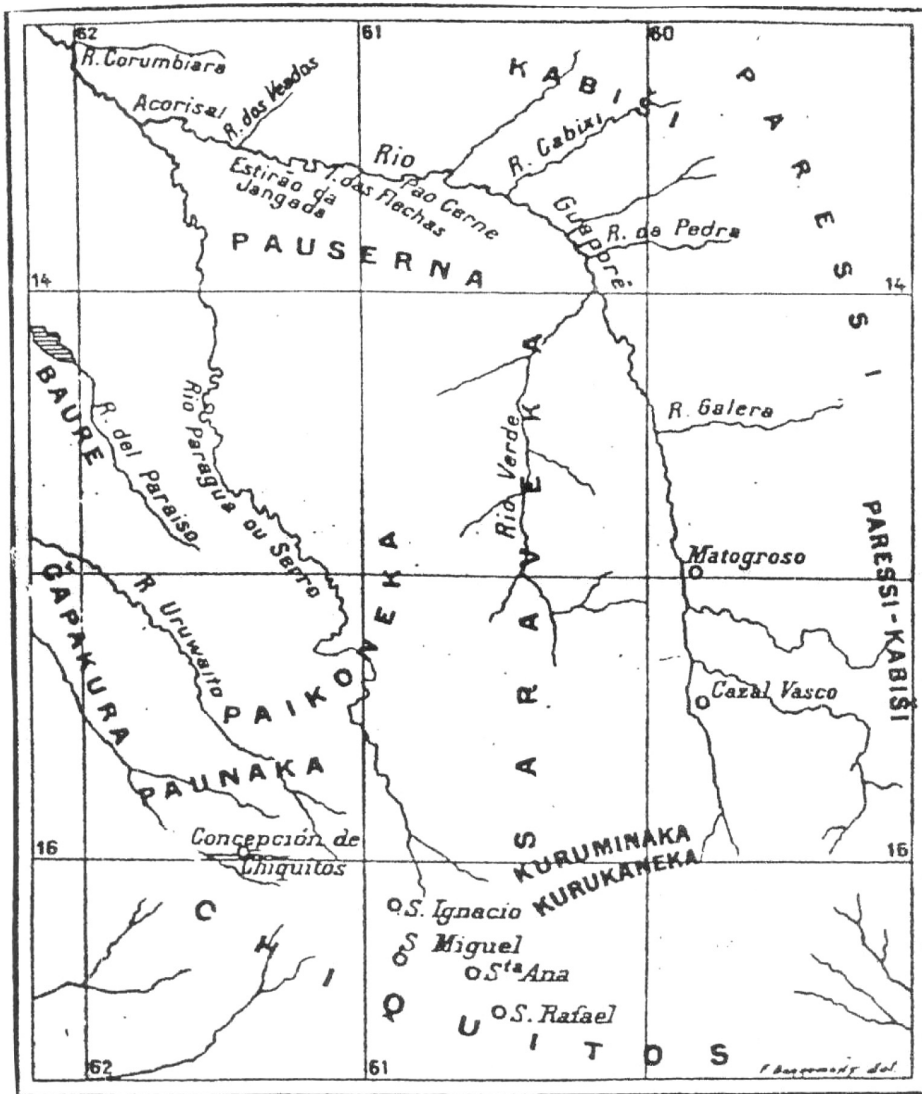 62
61
60
R. Corumbiara
KABIŠI
PARESSI
Acorisal
R. dos Veados
R. Cabixi
Rio
Guaporé
Estirão da
Jangada
I. das Flechas
Pao Cerne
R. da Pedra
PAUSERNA
14
14
BAURE
R. del Paraiso
Rio Paragua ou Serro
Rio Verde
R. Galera
SARAVEKA
PARESSI-KABIŠI
Matogroso
ÇAPAKURA
R. Uruwaito
PAIKONEKA
Cazal Vasco
PAUNAKA
Concepción de
Chiquitos
16
16
KURUMINAKA
KURUKANEKA
CHIQUITOS
S. Ignacio
S Miguel
Sta Ana
S. Rafael
62
61